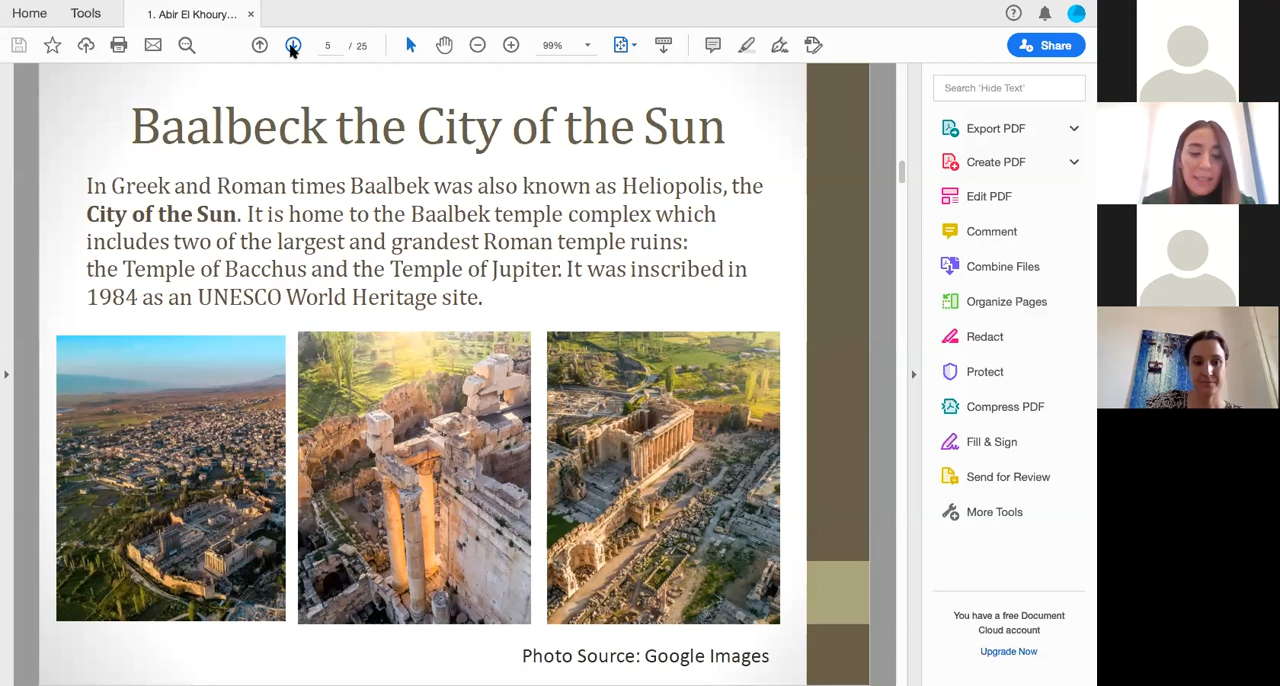 Home Tools 1. Abir El Khoury... ×
5 / 25 99% Share
Baalbeck the City of the Sun
In Greek and Roman times Baalbek was also known as Heliopolis, the
City of the Sun. It is home to the Baalbek temple complex which
includes two of the largest and grandest Roman temple ruins:
the Temple of Bacchus and the Temple of Jupiter. It was inscribed in
1984 as an UNESCO World Heritage site.
Photo Source: Google Images
Search 'Hide Text'
Export PDF
Create PDF
Edit PDF
Comment
Combine Files
Organize Pages
Redact
Protect
Compress PDF
Fill & Sign
Send for Review
More Tools
You have a free Document
Cloud account
Upgrade Now